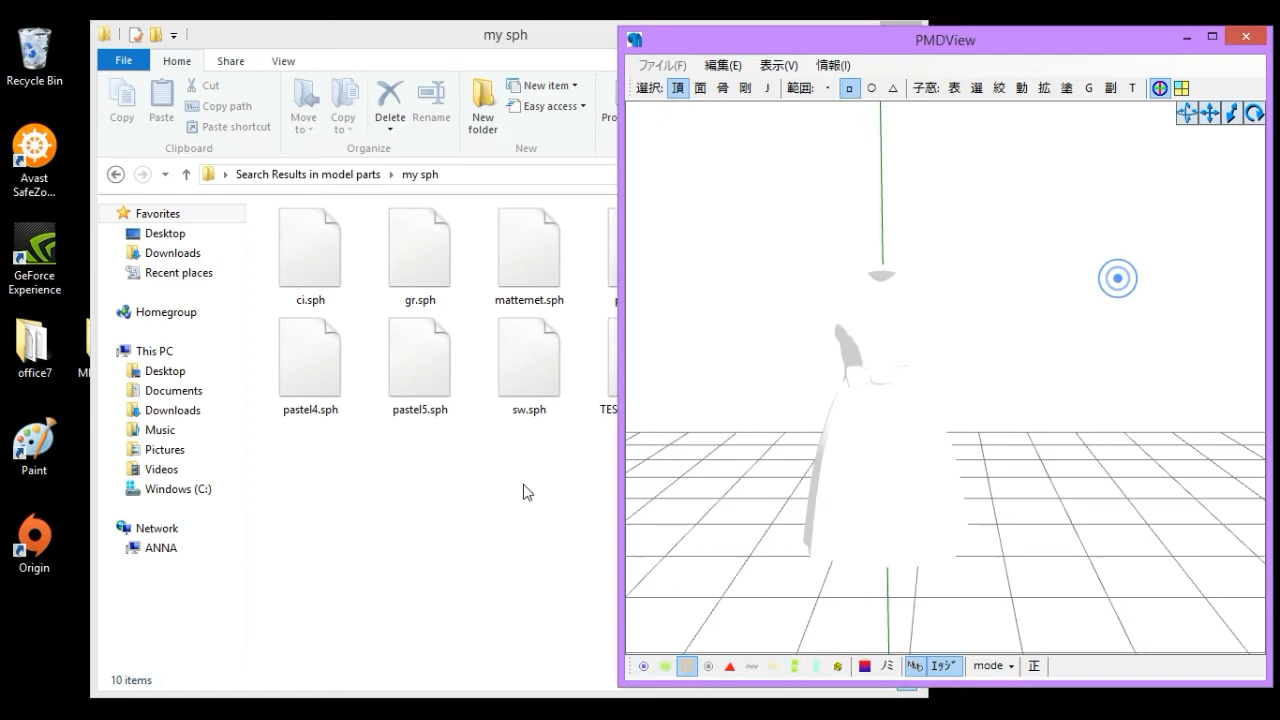 Recycle Bin
Avast
SafeZo...
GeForce
Experience
office7
Paint
Origin
my sph
File
Home
Share
View
Copy
Paste
Cut
Copy path
Paste shortcut
Clipboard
Move
to
Copy
to
Delete
Rename
Organize
New
folder
New item
Easy access
New
Search Results in model parts
my sph
Favorites
Desktop
Downloads
Recent places
Homegroup
This PC
Desktop
Documents
Downloads
Music
Pictures
Videos
Windows (C:)
Network
ANNA
ci.sph
gr.sph
mattemet.sph
pastel4.sph
pastel5.sph
sw.sph
TES
10 items
PMDView
ファイル(F)
編集(E)
表示(V)
情報(I)
選択: 頂 面 骨 剛 J 範囲: 子窓: 表 選 絞 動 拡 塗 G 副 T
ノミ
エッジ
mode
正